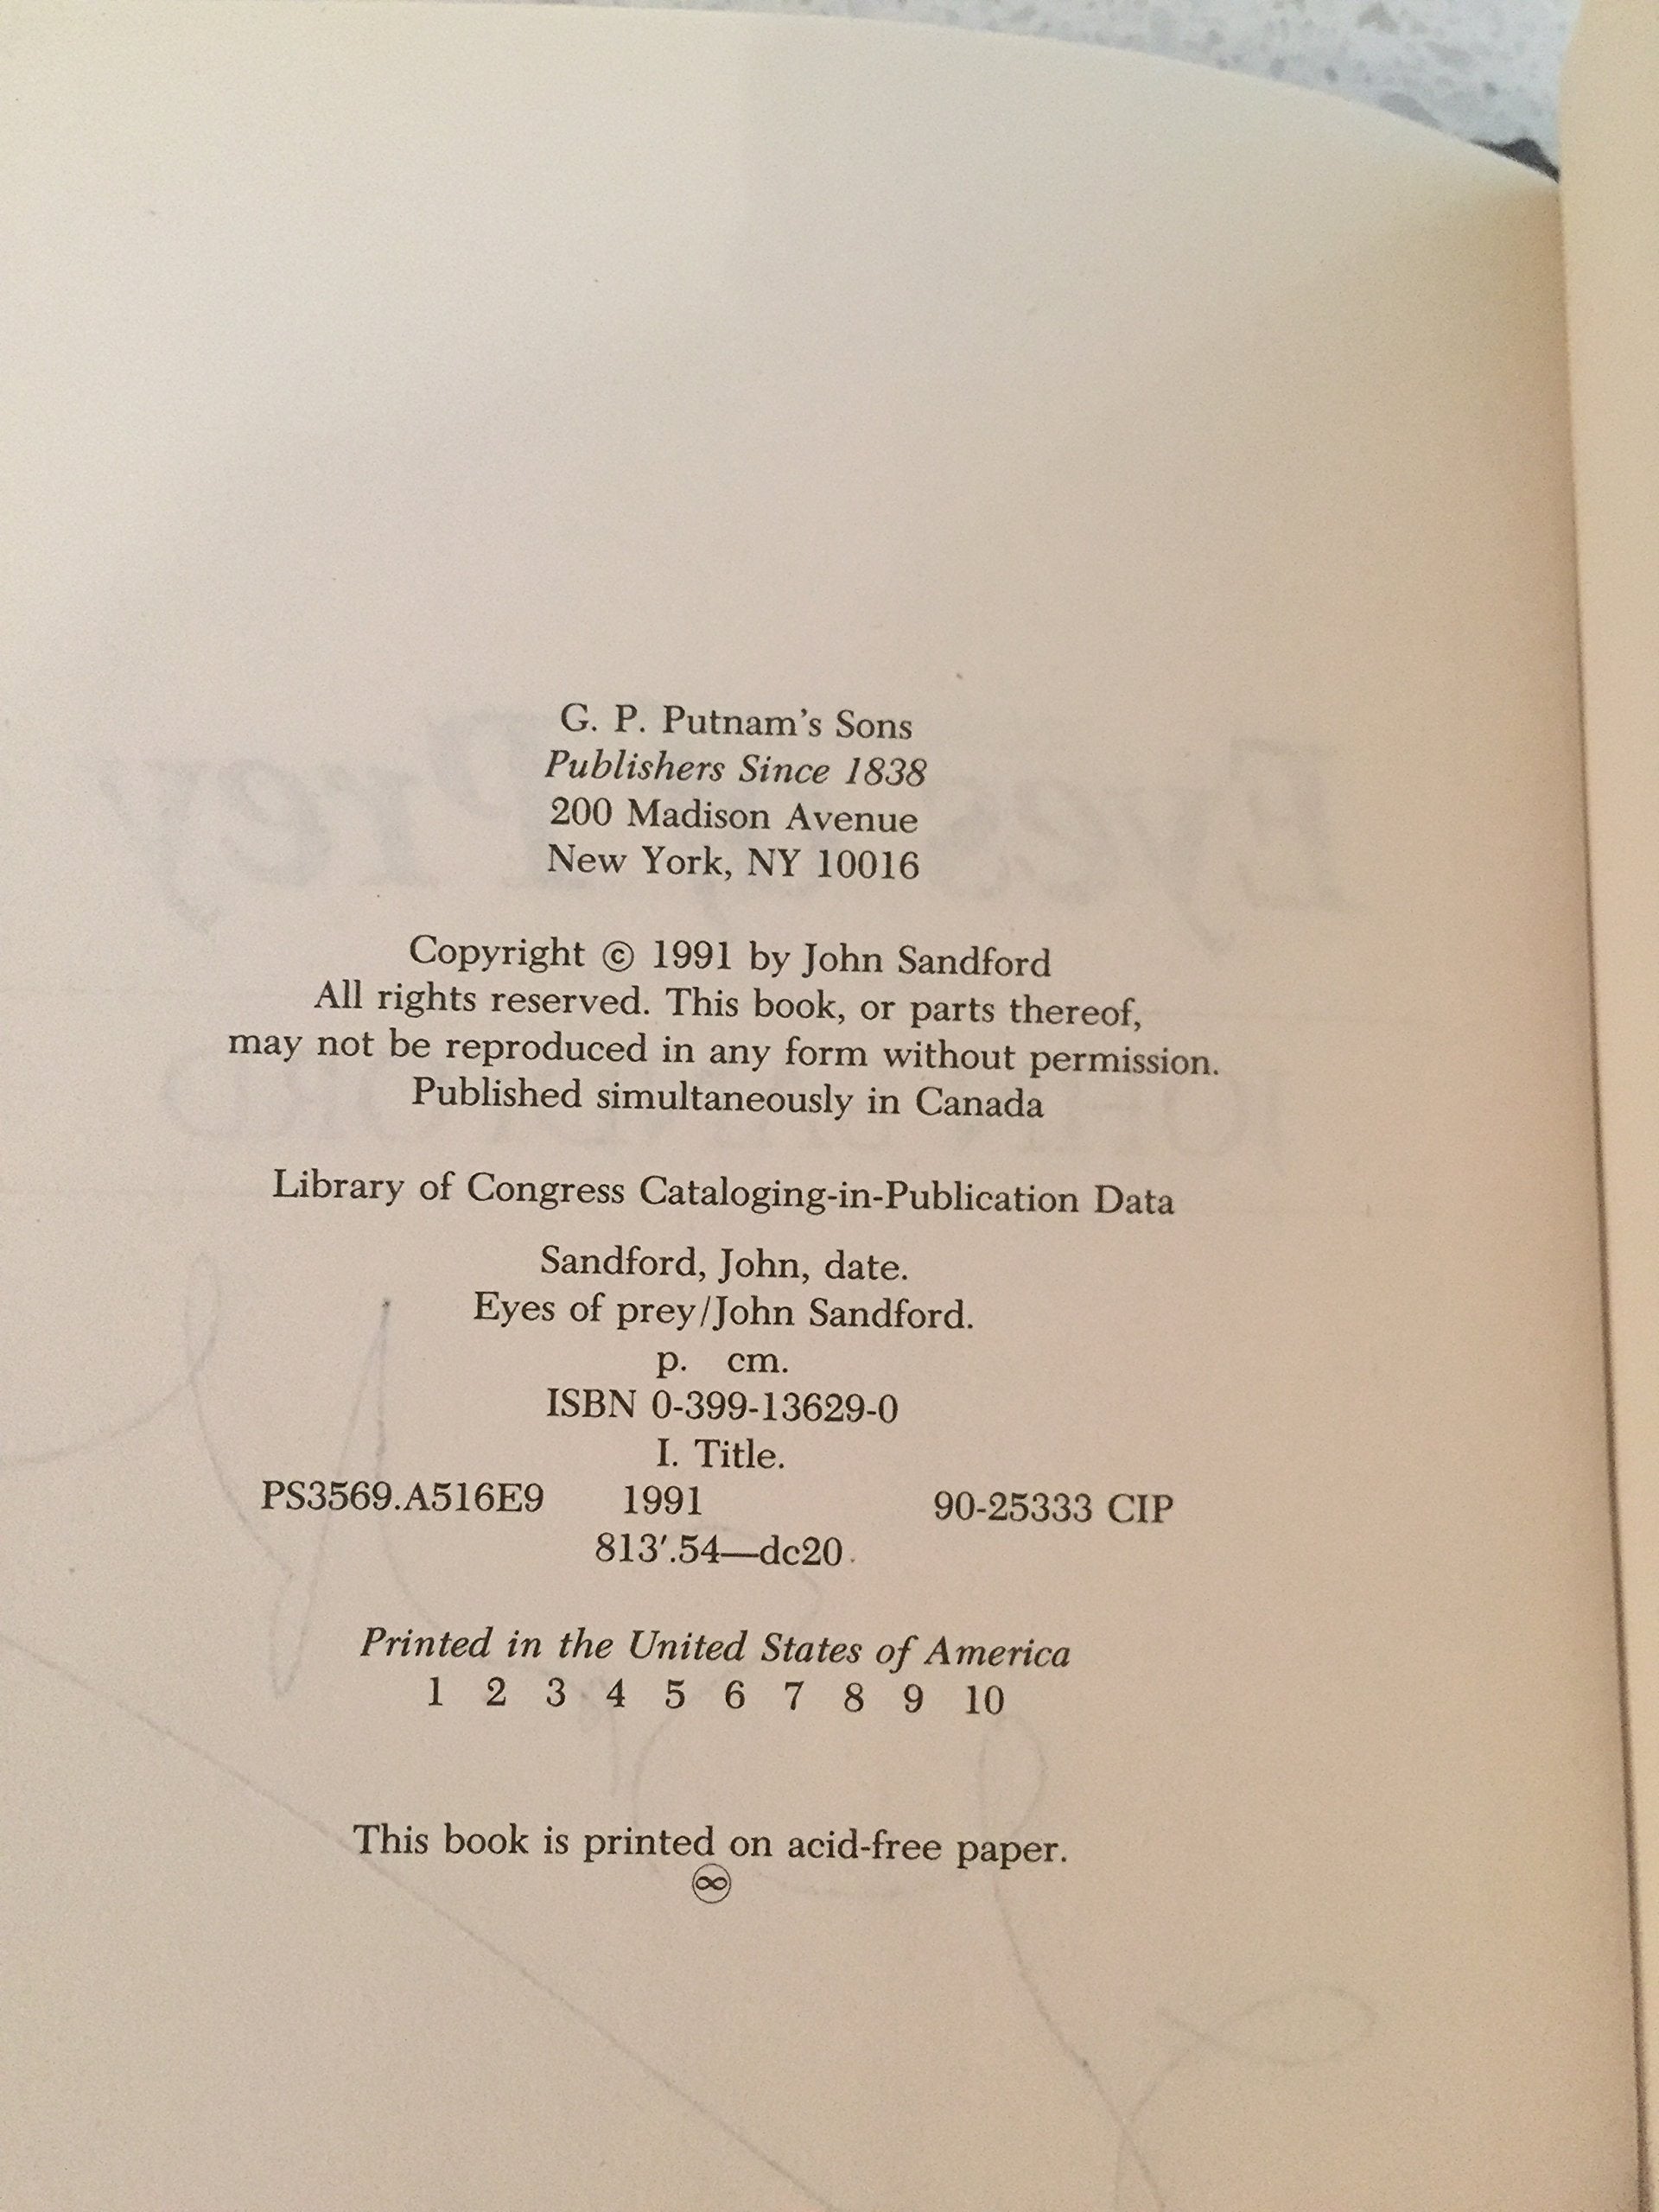 G. P. Putnam's Sons
Publishers Since 1838
200 Madison Avenue
New York, NY 10016
Copyright © 1991 by John Sandford
All rights reserved. This book, or parts thereof,
may not be reproduced in any form without permission.
Published simultaneously in Canada
Library of Congress Cataloging-in-Publication Data
Sandford, John, date.
Eyes of prey/John Sandford.
p. cm.
ISBN 0-399-13629-0
I. Title.
PS3569.A516E9 1991 90-25333 CIP
813′.54—dc20
Printed in the United States of America
1 2 3 4 5 6 7 8 9 10
This book is printed on acid-free paper.
♾